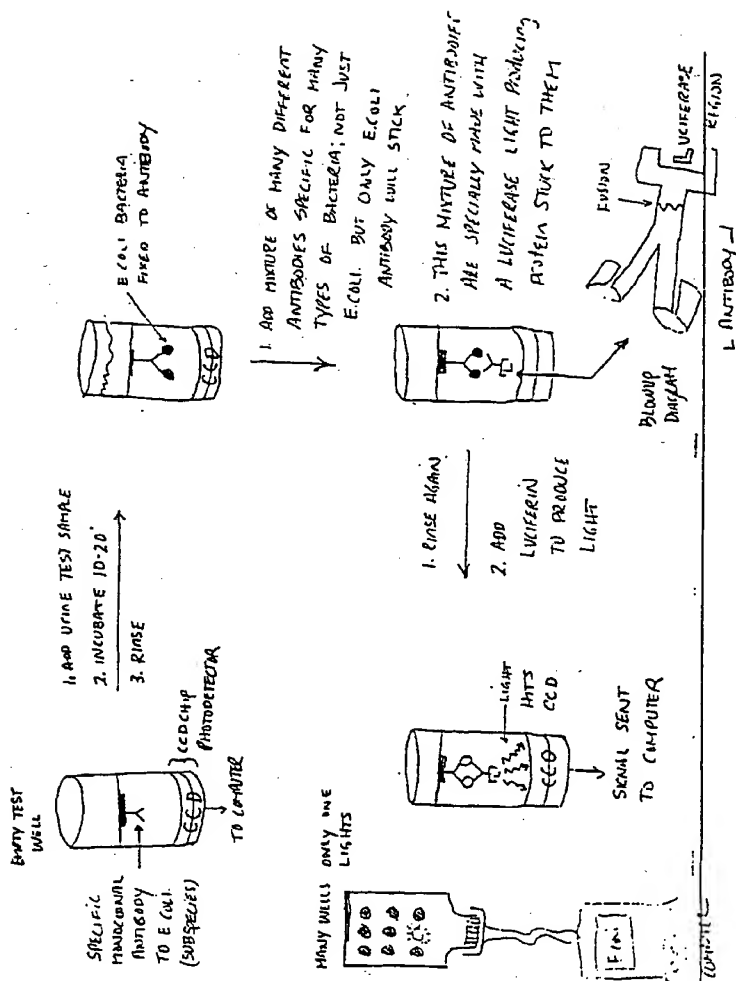 EMPTY TEST
WELL
SPECIFIC
MONOCLONAL
ANTIBODY
TO E COLI
(SUBSPECIES)
CCD
CCD CHIP
PHOTODETECTOR
TO COMPUTER
1. ADD URINE TEST SAMPLE
2. INCUBATE 10-20'
3. RINSE
CCD
E COLI BACTERIA
FIXED TO ANTIBODY
1. ADD MIXTURE OF MANY DIFFERENT
ANTIBODIES SPECIFIC FOR MANY
TYPES OF BACTERIA; NOT JUST
E.COLI. BUT ONLY E.COLI
ANTIBODY WILL STICK.
2. THIS MIXTURE OF ANTIBODIES
ARE SPECIALLY MADE WITH
A LUCIFERASE LIGHT PRODUCING
PROTEIN STUCK TO THEM
BLOWUP
DIAGRAM
FUSION
LUCIFERASE
REGION
ANTIBODY
1. RINSE AGAIN
2. ADD
LUCIFERIN
TO PRODUCE
LIGHT
LIGHT
HITS
CCD.
CCD
SIGNAL SENT
TO COMPUTER
MANY WELLS ONLY ONE
LIGHTS